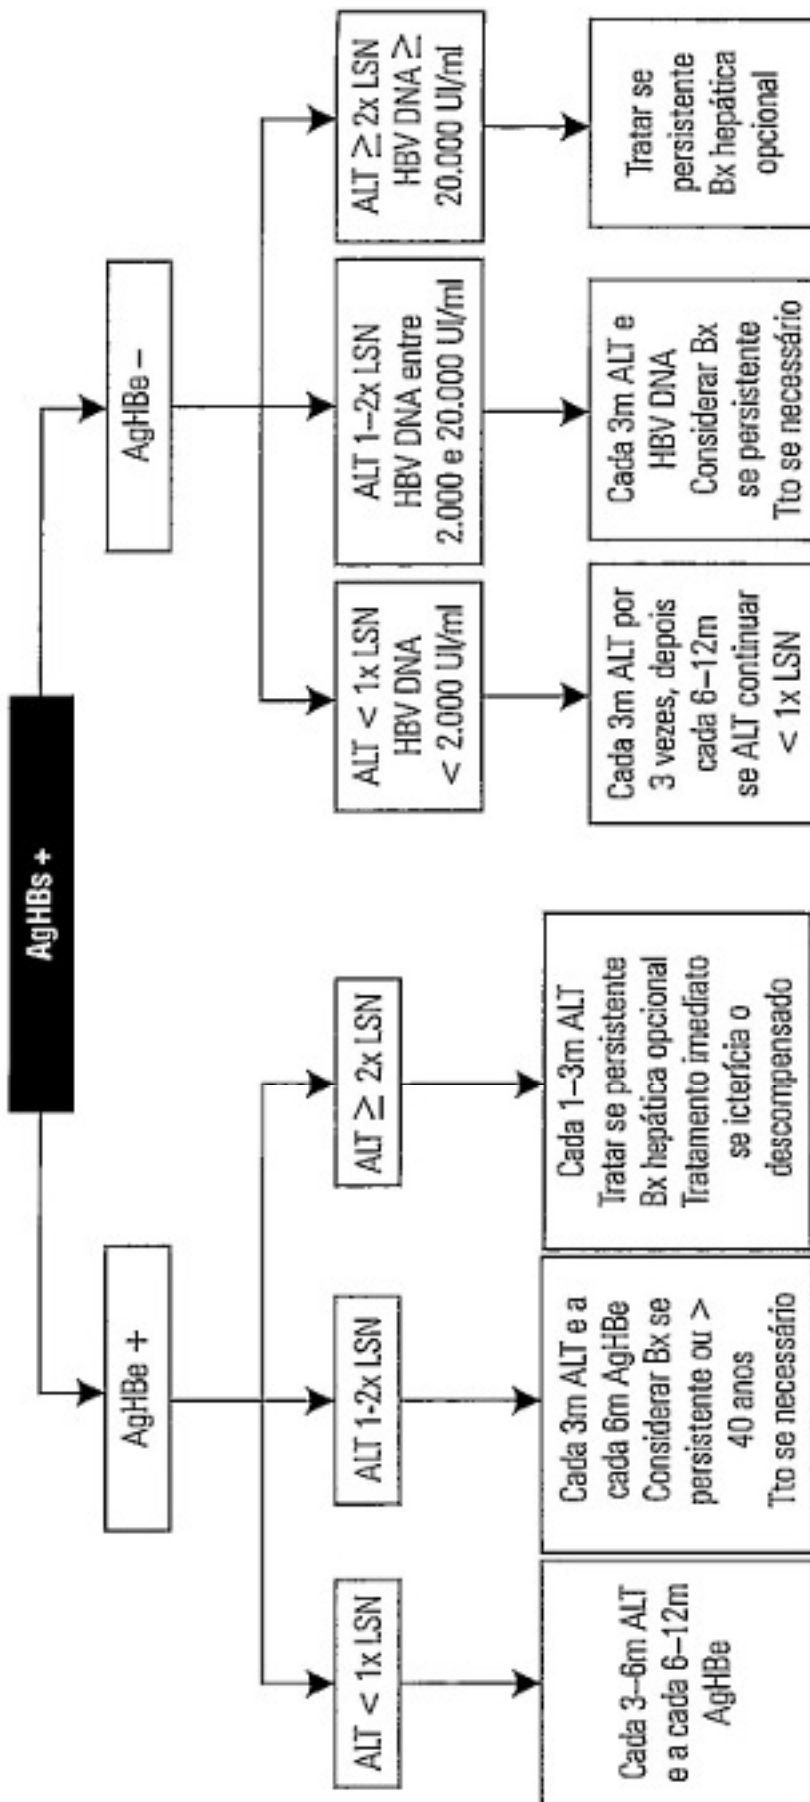 AgHBs +
AgHBe +
AgHBe −
ALT < 1x LSN
ALT 1-2x LSN
ALT ≥ 2x LSN
ALT < 1x LSN
HBV DNA
< 2.000 UI/ml
ALT 1–2x LSN
HBV DNA entre
2.000 e 20.000 UI/ml
ALT ≥ 2x LSN
HBV DNA ≥
20.000 UI/ml
Cada 3–6m ALT
e a cada 6–12m
AgHBe
Cada 3m ALT e a
cada 6m AgHBe
Considerar Bx se
persistente ou >
40 anos
Tto se necessário
Cada 1–3m ALT
Tratar se persistente
Bx hepática opcional
Tratamento imediato
se icterícia o
descompensado
Cada 3m ALT por
3 vezes, depois
cada 6–12m
se ALT continuar
< 1x LSN
Cada 3m ALT e
HBV DNA
Considerar Bx
se persistente
Tto se necessário
Tratar se
persistente
Bx hepática
opcional